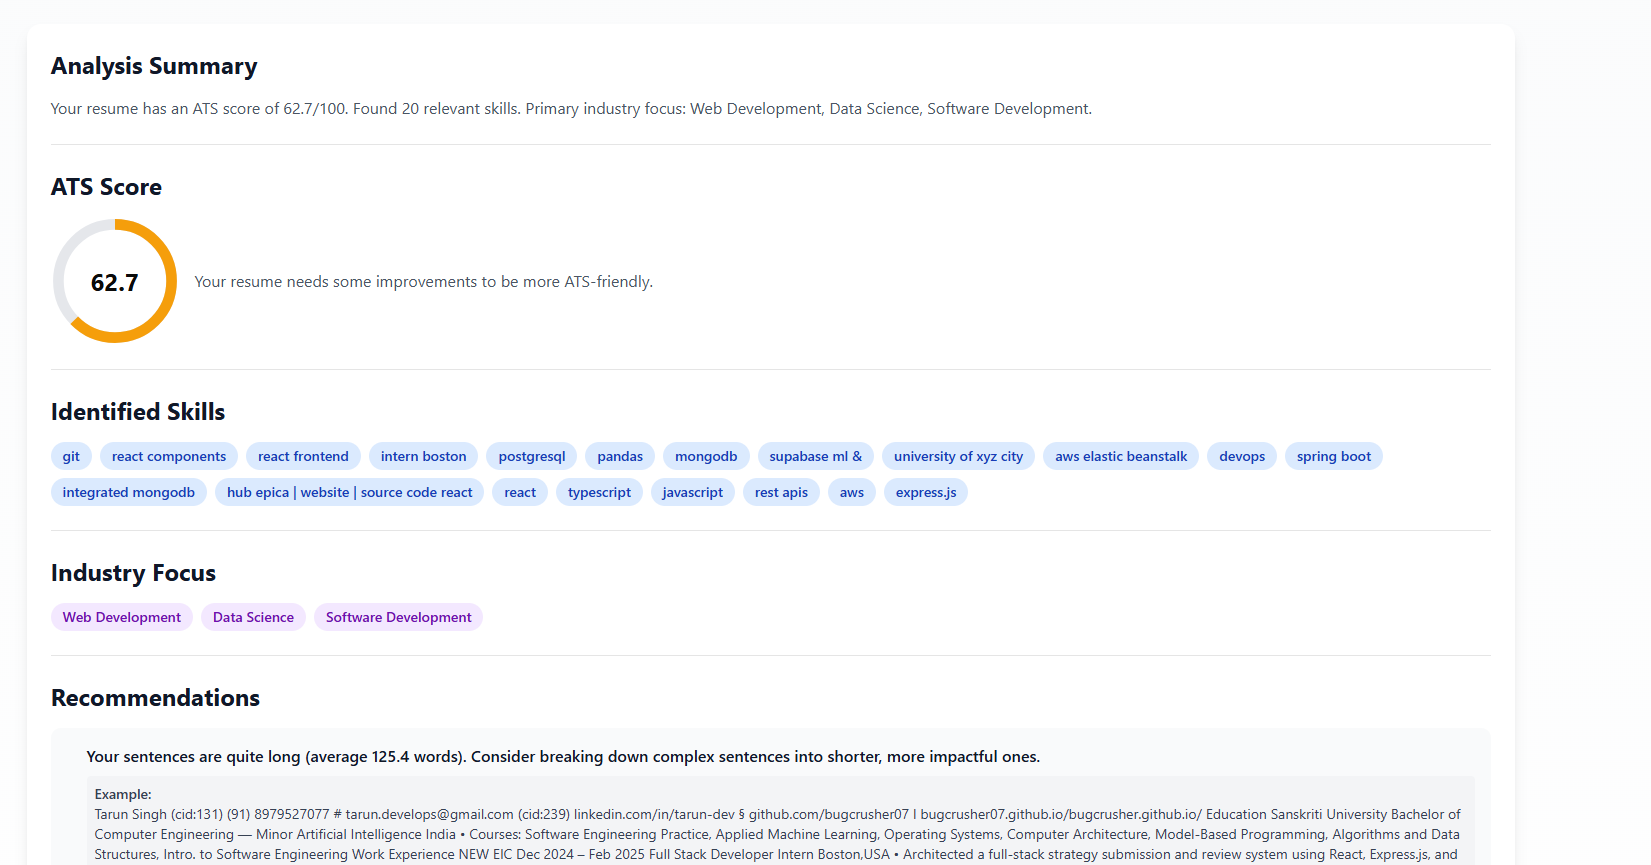 Analysis Summary
Your resume has an ATS score of 62.7/100. Found 20 relevant skills. Primary industry focus: Web Development, Data Science, Software Development.
ATS Score
62.7
Your resume needs some improvements to be more ATS-friendly.
Identified Skills
git react components react frontend intern boston postgresql pandas mongodb supabase ml & university of xyz city aws elastic beanstalk devops spring boot
integrated mongodb hub epica | website | source code react react typescript javascript rest apis aws express.js
Industry Focus
Web Development Data Science Software Development
Recommendations
Your sentences are quite long (average 125.4 words). Consider breaking down complex sentences into shorter, more impactful ones.
Example:
Tarun Singh (cid:131) (91) 8979527077 # tarun.develops@gmail.com (cid:239) linkedin.com/in/tarun-dev § github.com/bugcrusher07 I bugcrusher07.github.io/bugcrusher.github.io/ Education Sanskriti University Bachelor of
Computer Engineering — Minor Artificial Intelligence India • Courses: Software Engineering Practice, Applied Machine Learning, Operating Systems, Computer Architecture, Model-Based Programming, Algorithms and Data
Structures, Intro. to Software Engineering Work Experience NEW EIC Dec 2024 – Feb 2025 Full Stack Developer Intern Boston,USA • Architected a full-stack strategy submission and review system using React, Express.js, and